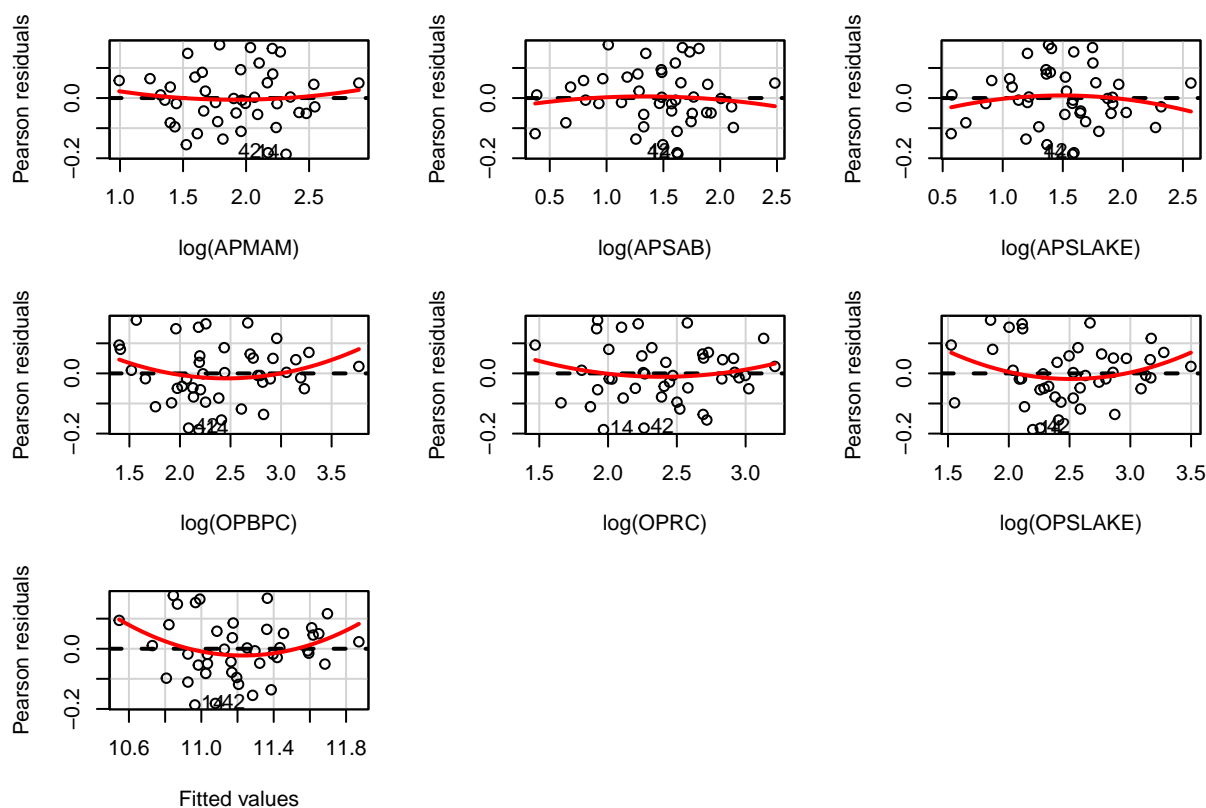 Pearson residuals
0.0
−0.2
42
14
1.0 1.5 2.0 2.5
log(APMAM)
Pearson residuals
0.0
−0.2
0.5 1.0 1.5 2.0 2.5
log(APSAB)
Pearson residuals
0.0
−0.2
0.5 1.0 1.5 2.0 2.5
log(APSLAKE)
Pearson residuals
0.0
−0.2
42
14
1.5 2.0 2.5 3.0 3.5
log(OPBPC)
Pearson residuals
0.0
−0.2
14 42
1.5 2.0 2.5 3.0
log(OPRC)
Pearson residuals
0.0
−0.2
1.5 2.0 2.5 3.0 3.5
log(OPSLAKE)
Pearson residuals
0.0
−0.2
14 42
10.6 11.0 11.4 11.8
Fitted values